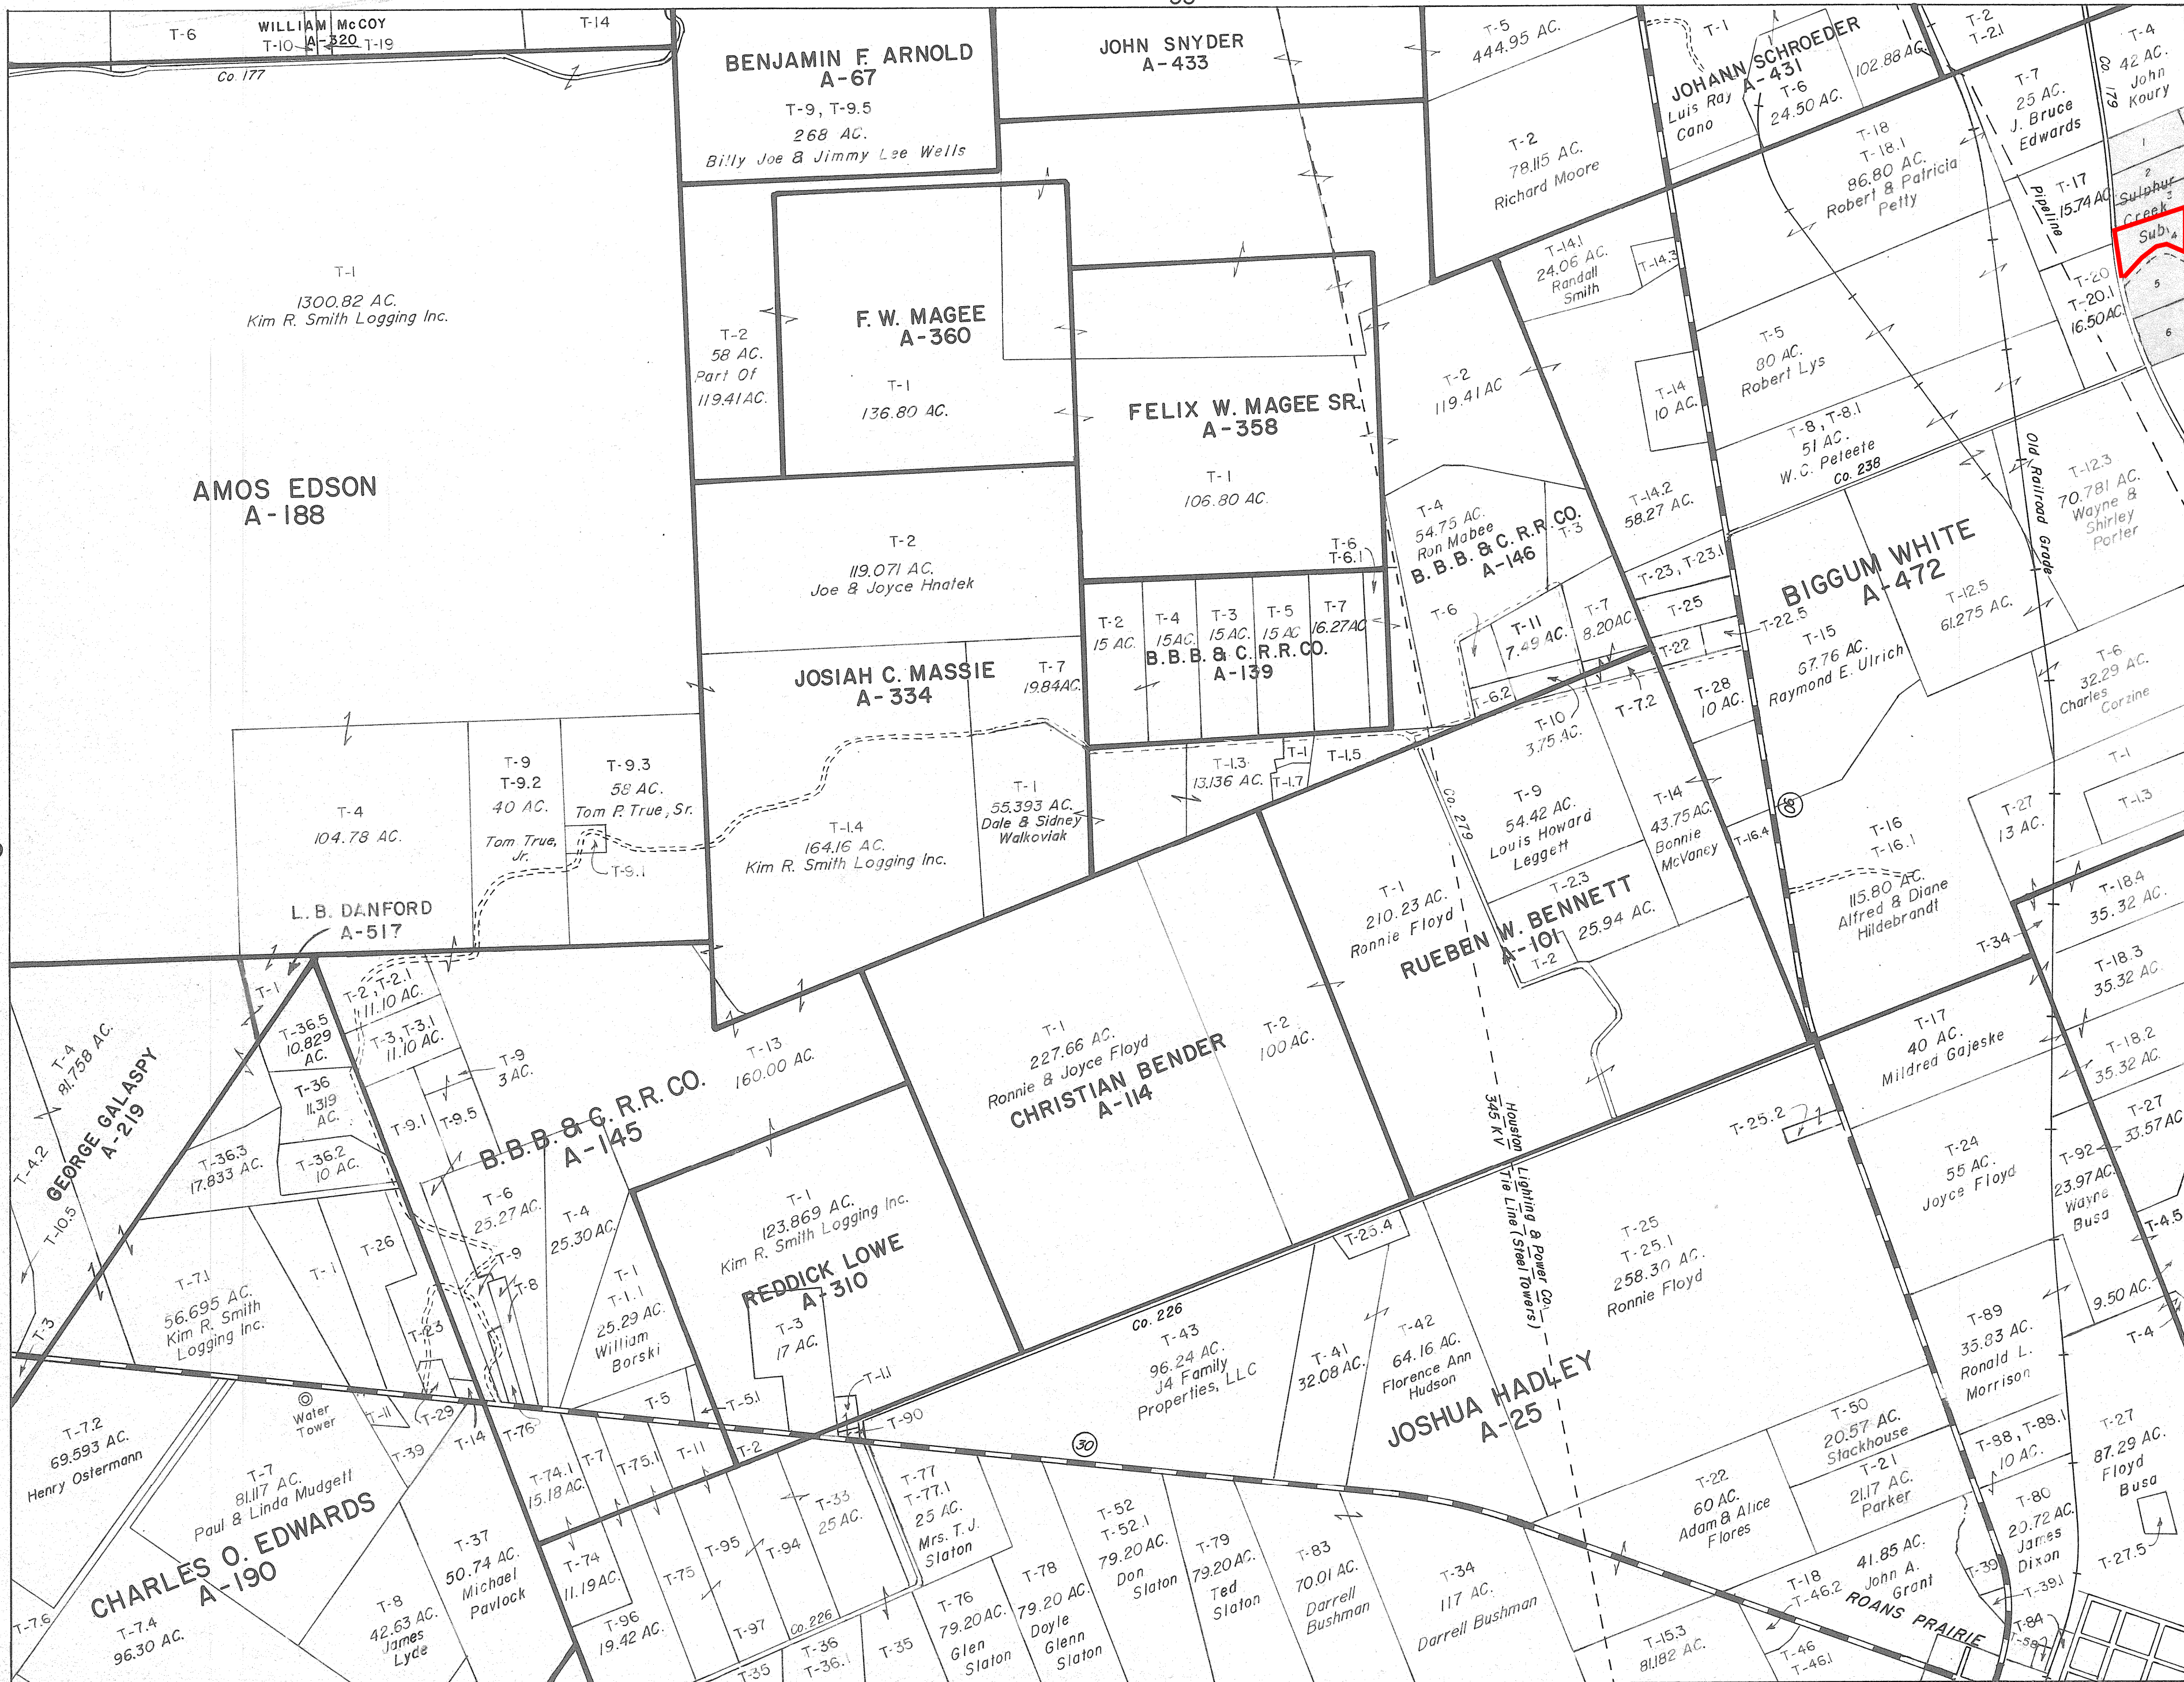 T-6
WILLIAM McCOY
A-320
T-10
T-19
T-14
Co. 177
BENJAMIN F. ARNOLD
A-67
T-9, T-9.5
268 AC.
Billy Joe & Jimmy Lee Wells
JOHN SNYDER
A-433
T-5
444.95 AC.
T-1
JOHANN SCHROEDER
A-431
Luis Ray
Cano
T-6
24.50 AC.
102.88 AC.
T-2
T-2.1
T-4
42 AC.
John
Koury
Co 179
T-7
25 AC.
J. Bruce
Edwards
T-2
78.115 AC.
Richard Moore
T-18
T-18.1
86.80 AC.
Robert & Patricia
Petty
Pipeline
T-17
15.74 AC
1
2
Sulphur
3
Creek
Sub.
4
5
6
T-20
T-20.1
16.50 AC.
T-1
1300.82 AC.
Kim R. Smith Logging Inc.
AMOS EDSON
A-188
T-2
58 AC.
Part Of
119.41 AC.
F. W. MAGEE
A-360
T-1
136.80 AC.
FELIX W. MAGEE SR.
A-358
T-1
106.80 AC.
T-6
T-6.1
T-14.1
24.06 AC.
Randall
Smith
T-14.3
T-2
119.41 AC
T-14
10 AC.
T-5
80 AC.
Robert Lys
T-8, T-8.1
51 AC.
W. C. Peteete
Co. 238
Old Railroad Grade
T-12.3
70.781 AC.
Wayne &
Shirley
Porter
T-14.2
58.27 AC.
T-4
54.75 AC.
Ron Mabee
T-3
B. B. B. & C. R.R. CO.
A-146
T-23, T-23.1
T-25
T-22
T-22.5
BIGGUM WHITE
A-472
T-12.5
61.275 AC.
T-2
119.071 AC.
Joe & Joyce Hnatek
T-2
15 AC.
T-4
15 AC.
T-3
15 AC.
T-5
15 AC
T-7
16.27 AC
B. B. B. & C. R. R. CO.
A-139
T-6
T-11
7.49 AC.
T-7
8.20 AC.
T-6.2
T-10
3.75 AC.
T-7.2
T-28
10 AC.
T-15
67.76 AC.
Raymond E. Ulrich
T-6
32.29 AC.
Charles
Corzine
T-1
T-1.3
T-27
13 AC.
JOSIAH C. MASSIE
A-334
T-7
19.84 AC.
T-4
104.78 AC.
T-9
T-9.2
40 AC.
Tom True,
Jr.
T-9.3
58 AC.
Tom P. True, Sr.
T-9.1
T-1.4
164.16 AC.
Kim R. Smith Logging Inc.
T-1
55.393 AC.
Dale & Sidney
Walkoviak
T-1.3
13.136 AC.
T-1
T-1.7
T-1.5
Co. 279
T-9
54.42 AC.
Louis Howard
Leggett
T-14
43.75 AC.
Bonnie
McVancy
T-16.4
T-16
T-16.1
115.80 AC.
Alfred & Diane
Hildebrandt
T-34
T-18.4
35.32 AC.
T-18.3
35.32 AC.
T-18.2
35.32 AC.
L. B. DANFORD
A-517
T-1
210.23 AC.
Ronnie Floyd
T-2.3
RUEBEN W. BENNETT
A-101
25.94 AC.
T-2
T-1
T-2, T-2.1
11.10 AC.
T-3, T-3.1
11.10 AC.
T-36.5
10.829
AC.
T-36
11.319
AC.
T-36.2
10 AC.
T-36.3
17.833 AC.
T-4
81.758 AC.
GEORGE GALASPY
A-219
T-4.2
T-10.5
T-9
3 AC.
T-9.1
T-9.5
T-13
160.00 AC.
B. B. B. & C. R.R. CO.
A-145
T-1
227.66 AC.
Ronnie & Joyce Floyd
CHRISTIAN BENDER
A-114
T-2
100 AC.
Houston Lighting & Power Co.
345 KV Tie Line (Steel Towers)
T-17
40 AC.
Mildred Gajeske
T-25.2
T-24
55 AC.
Joyce Floyd
T-27
33.57 AC.
T-92
23.97 AC.
Wayne
Busa
T-4.5
T-6
25.27 AC.
T-4
25.30 AC.
T-9
T-8
T-1
T-1.1
25.29 AC.
William
Borski
T-1
123.869 AC.
Kim R. Smith Logging Inc.
REDDICK LOWE
A-310
T-3
17 AC.
T-1.1
T-90
T-26
T-1
T-7.1
56.695 AC.
Kim R. Smith
Logging Inc.
T-23
T-3
T-25.4
T-25
T-25.1
258.30 AC.
Ronnie Floyd
Co. 226
T-43
96.24 AC.
J4 Family
Properties, LLC
T-41
32.08 AC.
T-42
64.16 AC.
Florence Ann
Hudson
JOSHUA HADLEY
A-25
T-89
35.83 AC.
Ronald L.
Morrison
9.50 AC.
T-4
T-7.2
69.593 AC.
Henry Ostermann
Water
Tower
T-11
T-29
T-39
T-14
T-76
T-5
T-5.1
T-7
81.117 AC.
Paul & Linda Mudgett
CHARLES O. EDWARDS
A-190
T-7.6
T-7.4
96.30 AC.
T-37
50.74 AC.
Michael
Pavlock
T-8
42.63 AC.
James
Lyde
T-74.1
15.18 AC.
T-7
T-75.1
T-11
T-2
T-74
11.19 AC.
T-96
19.42 AC.
T-75
T-95
T-94
T-97
T-33
25 AC.
Co. 226
T-35
T-36
T-36.1
T-35
T-77
T-77.1
25 AC.
Mrs. T. J.
Slaton
30
T-76
79.20 AC.
Glen
Slaton
T-78
79.20 AC.
Doyle
Glenn
Slaton
T-52
T-52.1
79.20 AC.
Don
Slaton
T-79
79.20 AC.
Ted
Slaton
T-83
70.01 AC.
Darrell
Bushman
T-34
117 AC.
Darrell Bushman
T-22
60 AC.
Adam & Alice
Flores
T-50
20.57 AC.
Stackhouse
T-21
21.17 AC.
Parker
T-88, T-88.1
10 AC.
T-27
87.29 AC.
Floyd
Busa
T-27.5
T-80
20.72 AC.
James
Dixon
T-39
T-39.1
T-18
41.85 AC.
John A.
Grant
T-46.2
T-46
T-46.1
T-15.3
81.182 AC.
ROANS PRAIRIE
T-84